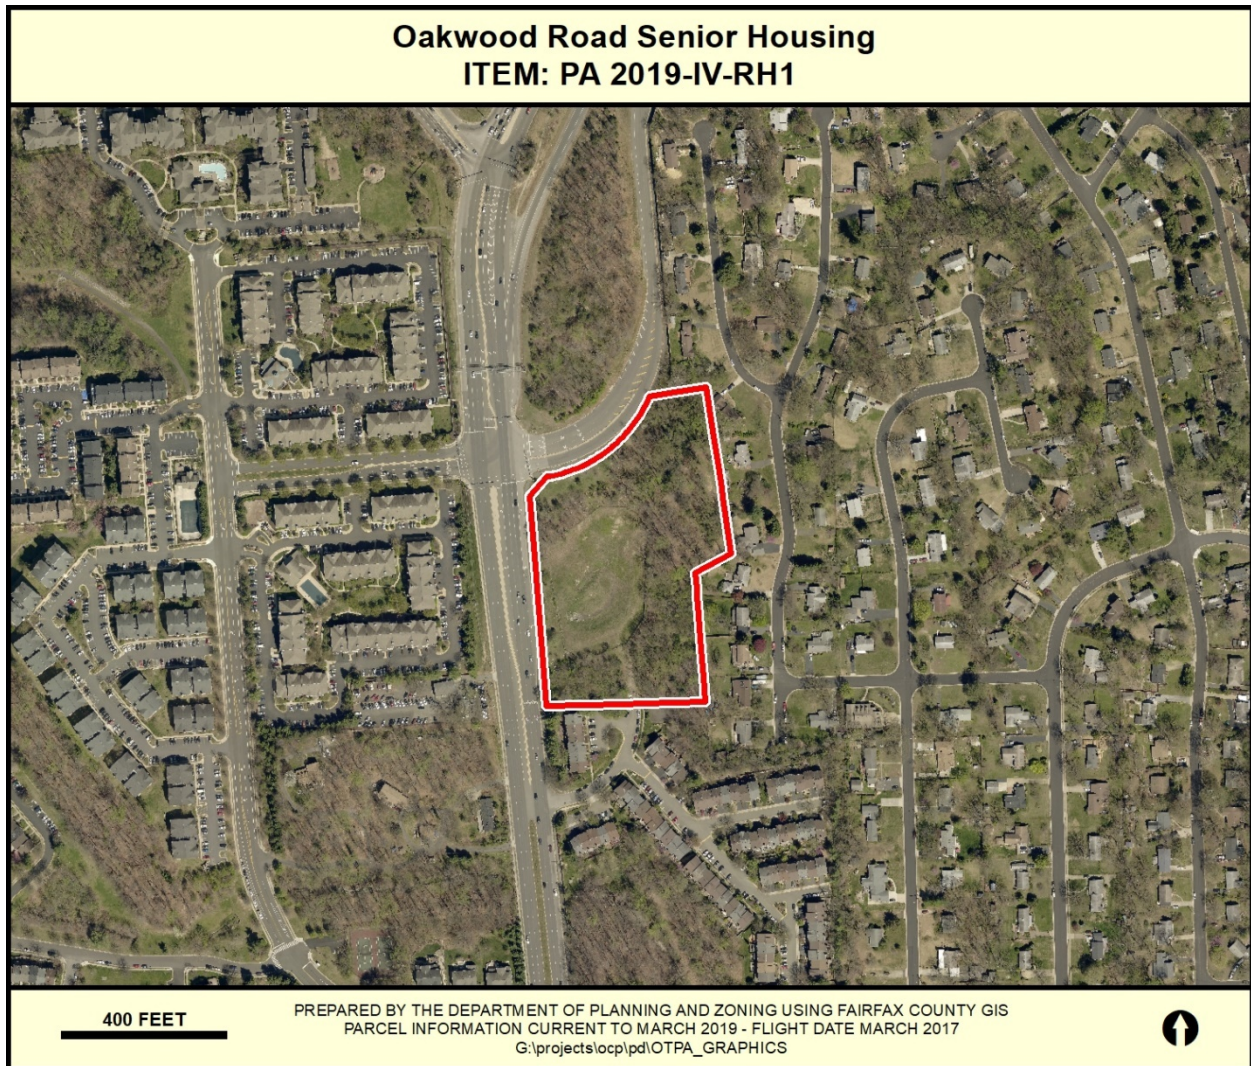 Oakwood Road Senior Housing
ITEM: PA 2019-IV-RH1
400 FEET
PREPARED BY THE DEPARTMENT OF PLANNING AND ZONING USING FAIRFAX COUNTY GIS
PARCEL INFORMATION CURRENT TO MARCH 2019 - FLIGHT DATE MARCH 2017
G:\projects\ocp\pd\OTPA_GRAPHICS